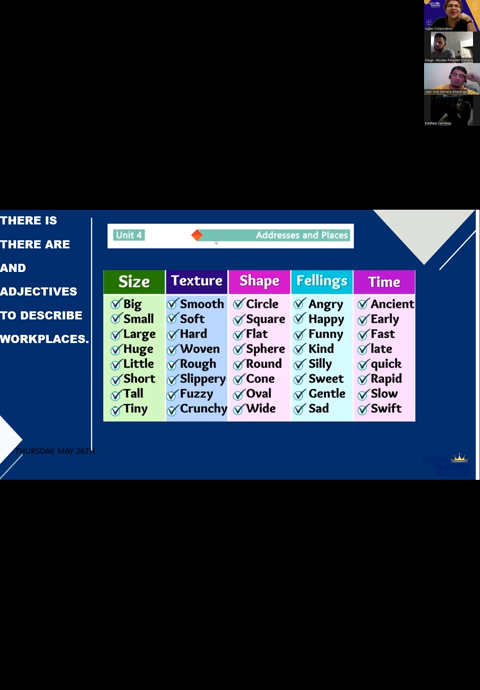 THERE IS
THERE ARE
AND
ADJECTIVES
TO DESCRIBE
WORKPLACES.
THURSDAY, MAY 26TH
Unit 4
Addresses and Places
Size Texture Shape Fellings Time
Big Smooth Circle Angry Ancient
Small Soft Square Happy Early
Large Hard Flat Funny Fast
Huge Woven Sphere Kind late
Little Rough Round Silly quick
Short Slippery Cone Sweet Rapid
Tall Fuzzy Oval Gentle Slow
Tiny Crunchy Wide Sad Swift